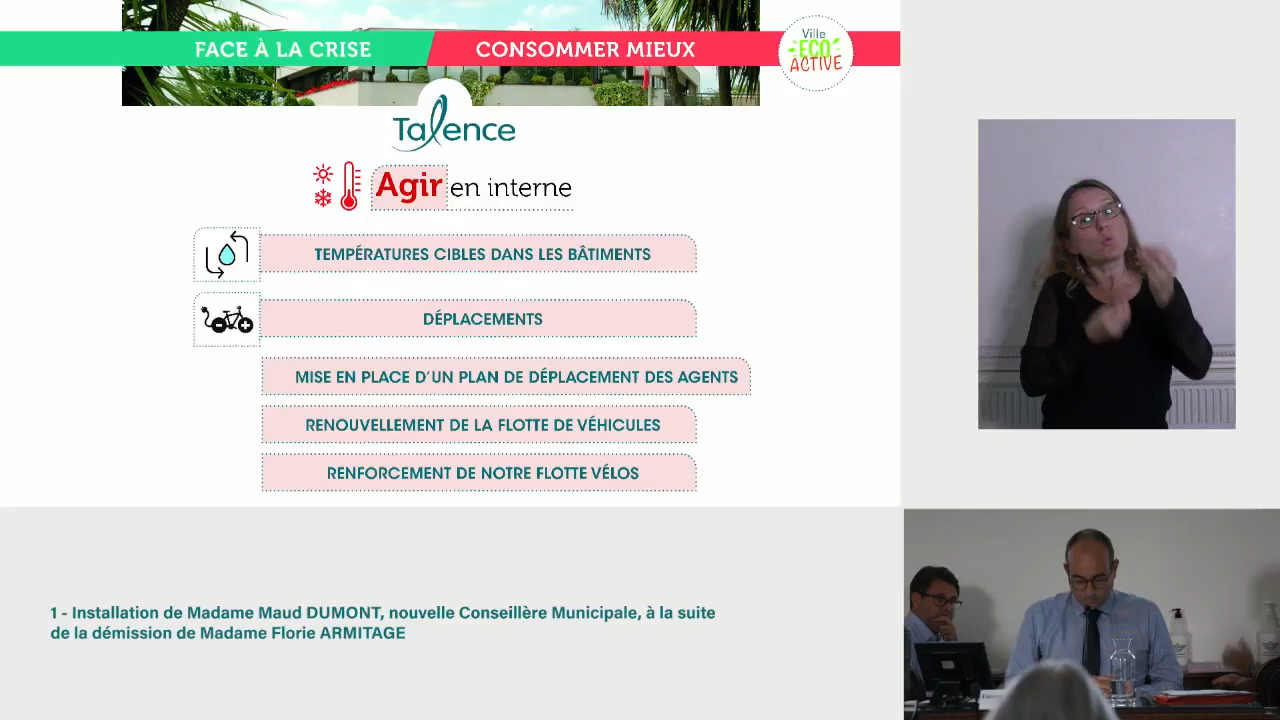 FACE À LA CRISE
CONSOMMER MIEUX
Ville
ECO
ACTIVE
Talence
Agir en interne
TEMPÉRATURES CIBLES DANS LES BÂTIMENTS
DÉPLACEMENTS
MISE EN PLACE D'UN PLAN DE DÉPLACEMENT DES AGENTS
RENOUVELLEMENT DE LA FLOTTE DE VÉHICULES
RENFORCEMENT DE NOTRE FLOTTE VÉLOS
1 - Installation de Madame Maud DUMONT, nouvelle Conseillère Municipale, à la suite
de la démission de Madame Florie ARMITAGE